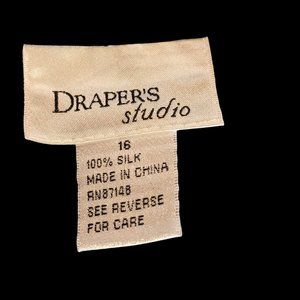 DRAPER'S
studio
16
100% SILK
MADE IN CHINA
RN87148
SEE REVERSE
FOR CARE